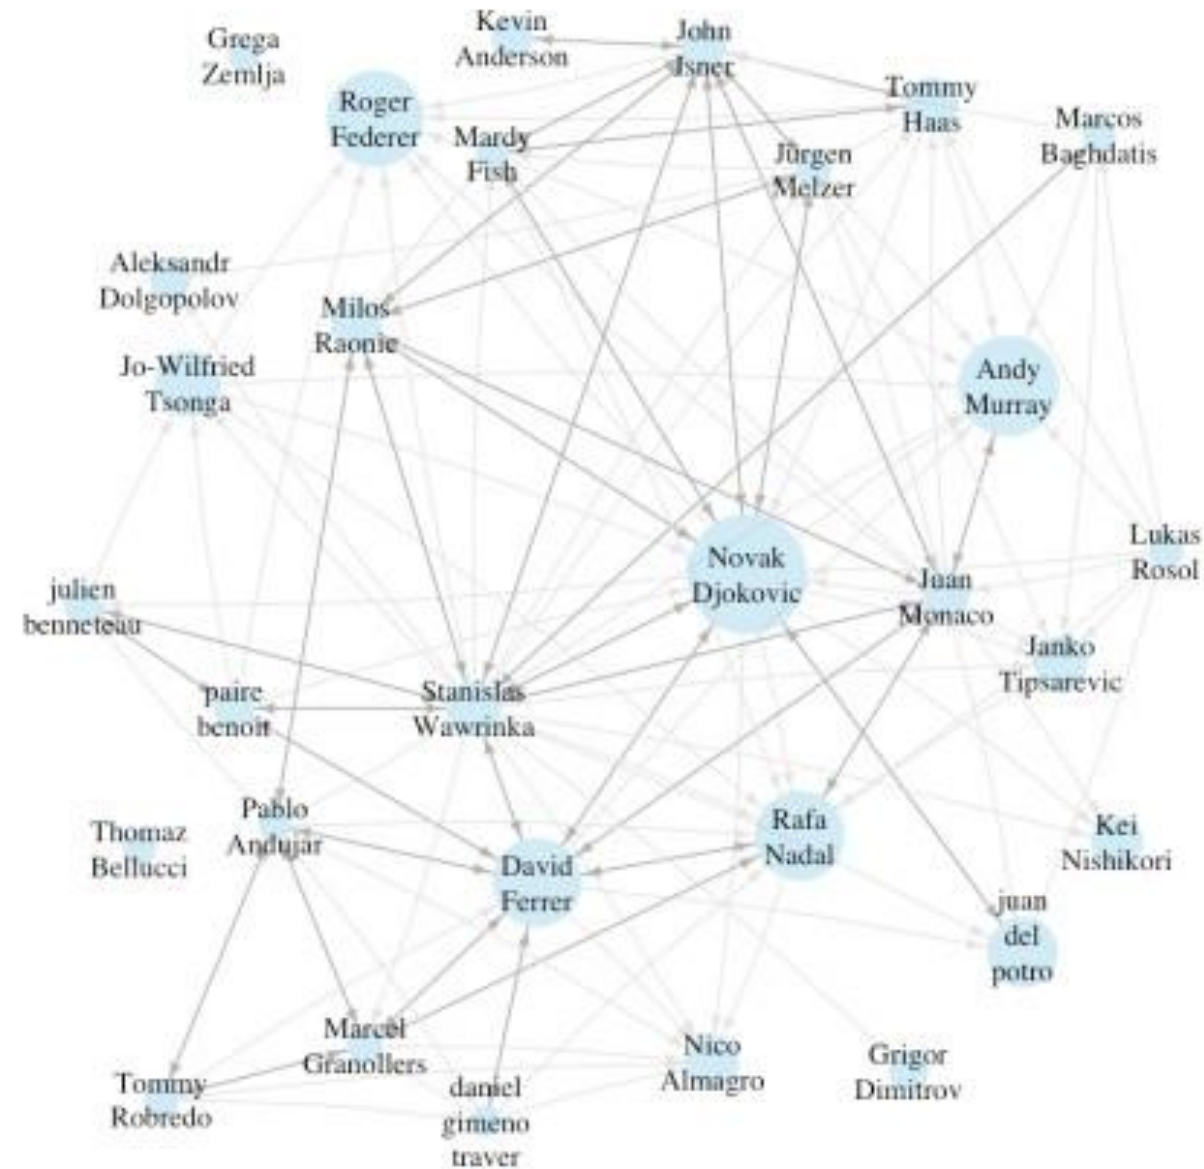 Grega
Zemlja
Kevin
Anderson
John
Isner
Roger
Federer
Mardy
Fish
Tommy
Haas
Jürgen
Melzer
Marcos
Baghdatis
Aleksandr
Dolgopolov
Milos
Raonic
Jo-Wilfried
Tsonga
Andy
Murray
Novak
Djokovic
Juan
Monaco
Lukas
Rosol
julien
benneteau
paire
benoit
Stanislas
Wawrinka
Janko
Tipsarevic
Pablo
Andujar
Thomaz
Bellucci
David
Ferrer
Rafa
Nadal
Kei
Nishikori
juan
del
potro
Marcel
Granollers
Tommy
Robredo
daniel
gimeno
traver
Nico
Almagro
Grigor
Dimitrov